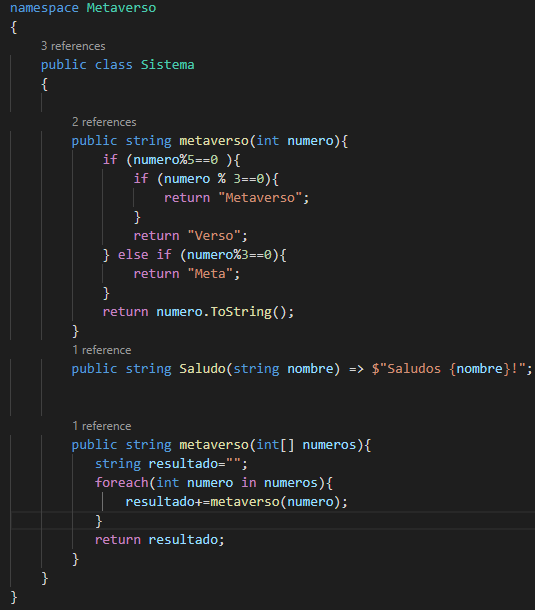 namespace Metaverso
{
3 references
public class Sistema
{
2 references
public string metaverso(int numero){
if (numero%5==0 ){
if (numero % 3==0){
return "Metaverso";
}
return "Verso";
} else if (numero%3==0){
return "Meta";
}
return numero.ToString();
}
1 reference
public string Saludo(string nombre) => $"Saludos {nombre}!";
1 reference
public string metaverso(int[] numeros){
string resultado="";
foreach(int numero in numeros){
resultado+=metaverso(numero);
}
return resultado;
}
}
}